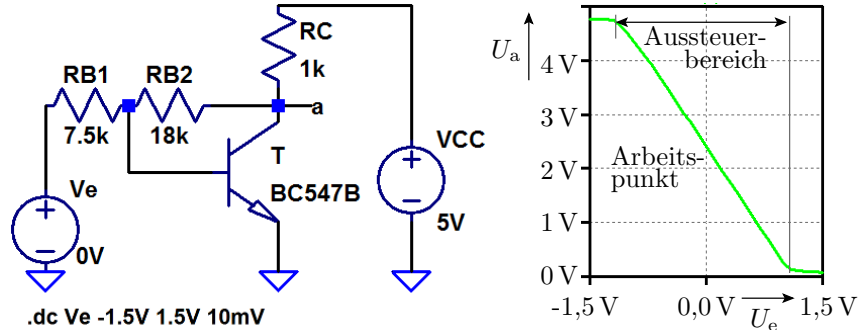 RC
1k
RB1
RB2
7.5k
18k
a
T
BC547B
VCC
5V
Ve
0V
.dc Ve -1.5V 1.5V 10mV
Ua
Aussteuer-
bereich
4 V
3 V
2 V
1 V
0 V
Arbeits-
punkt
-1,5 V
0,0 V
1,5 V
Ue